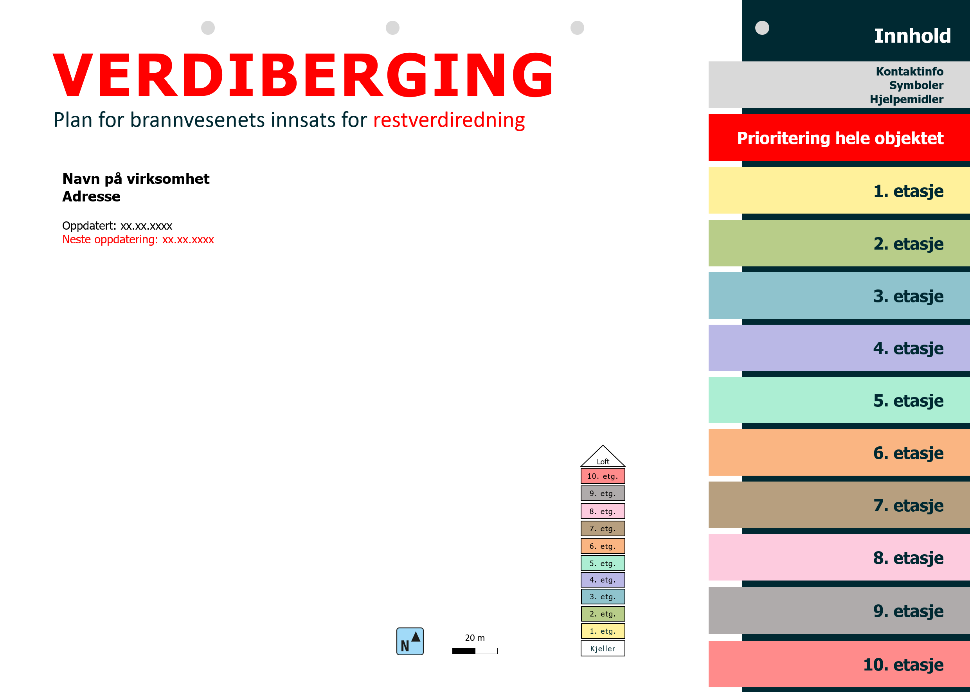 VERDIBERGING
Plan for brannvesenets innsats for restverdiredning
Navn på virksomhet
Adresse
Oppdatert: xx.xx.xxxx
Neste oppdatering: xx.xx.xxxx
Loft
10. etg.
9. etg.
8. etg.
7. etg.
6. etg.
5. etg.
4. etg.
3. etg.
2. etg.
1. etg.
Kjeller
N
20 m
Innhold
Kontaktinfo
Symboler
Hjelpemidler
Prioritering hele objektet
1. etasje
2. etasje
3. etasje
4. etasje
5. etasje
6. etasje
7. etasje
8. etasje
9. etasje
10. etasje